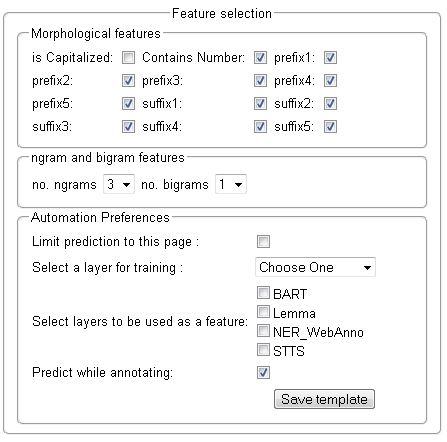 Feature selection
Morphological features
is Capitalized: Contains Number: prefix1:
prefix2: prefix3: prefix4:
prefix5: suffix1: suffix2:
suffix3: suffix4: suffix5:
ngram and bigram features
no. ngrams 3 no. bigrams 1
Automation Preferences
Limit prediction to this page :
Select a layer for training : Choose One
BART
Lemma
Select layers to be used as a feature:
NER_WebAnno
STTS
Predict while annotating:
Save template